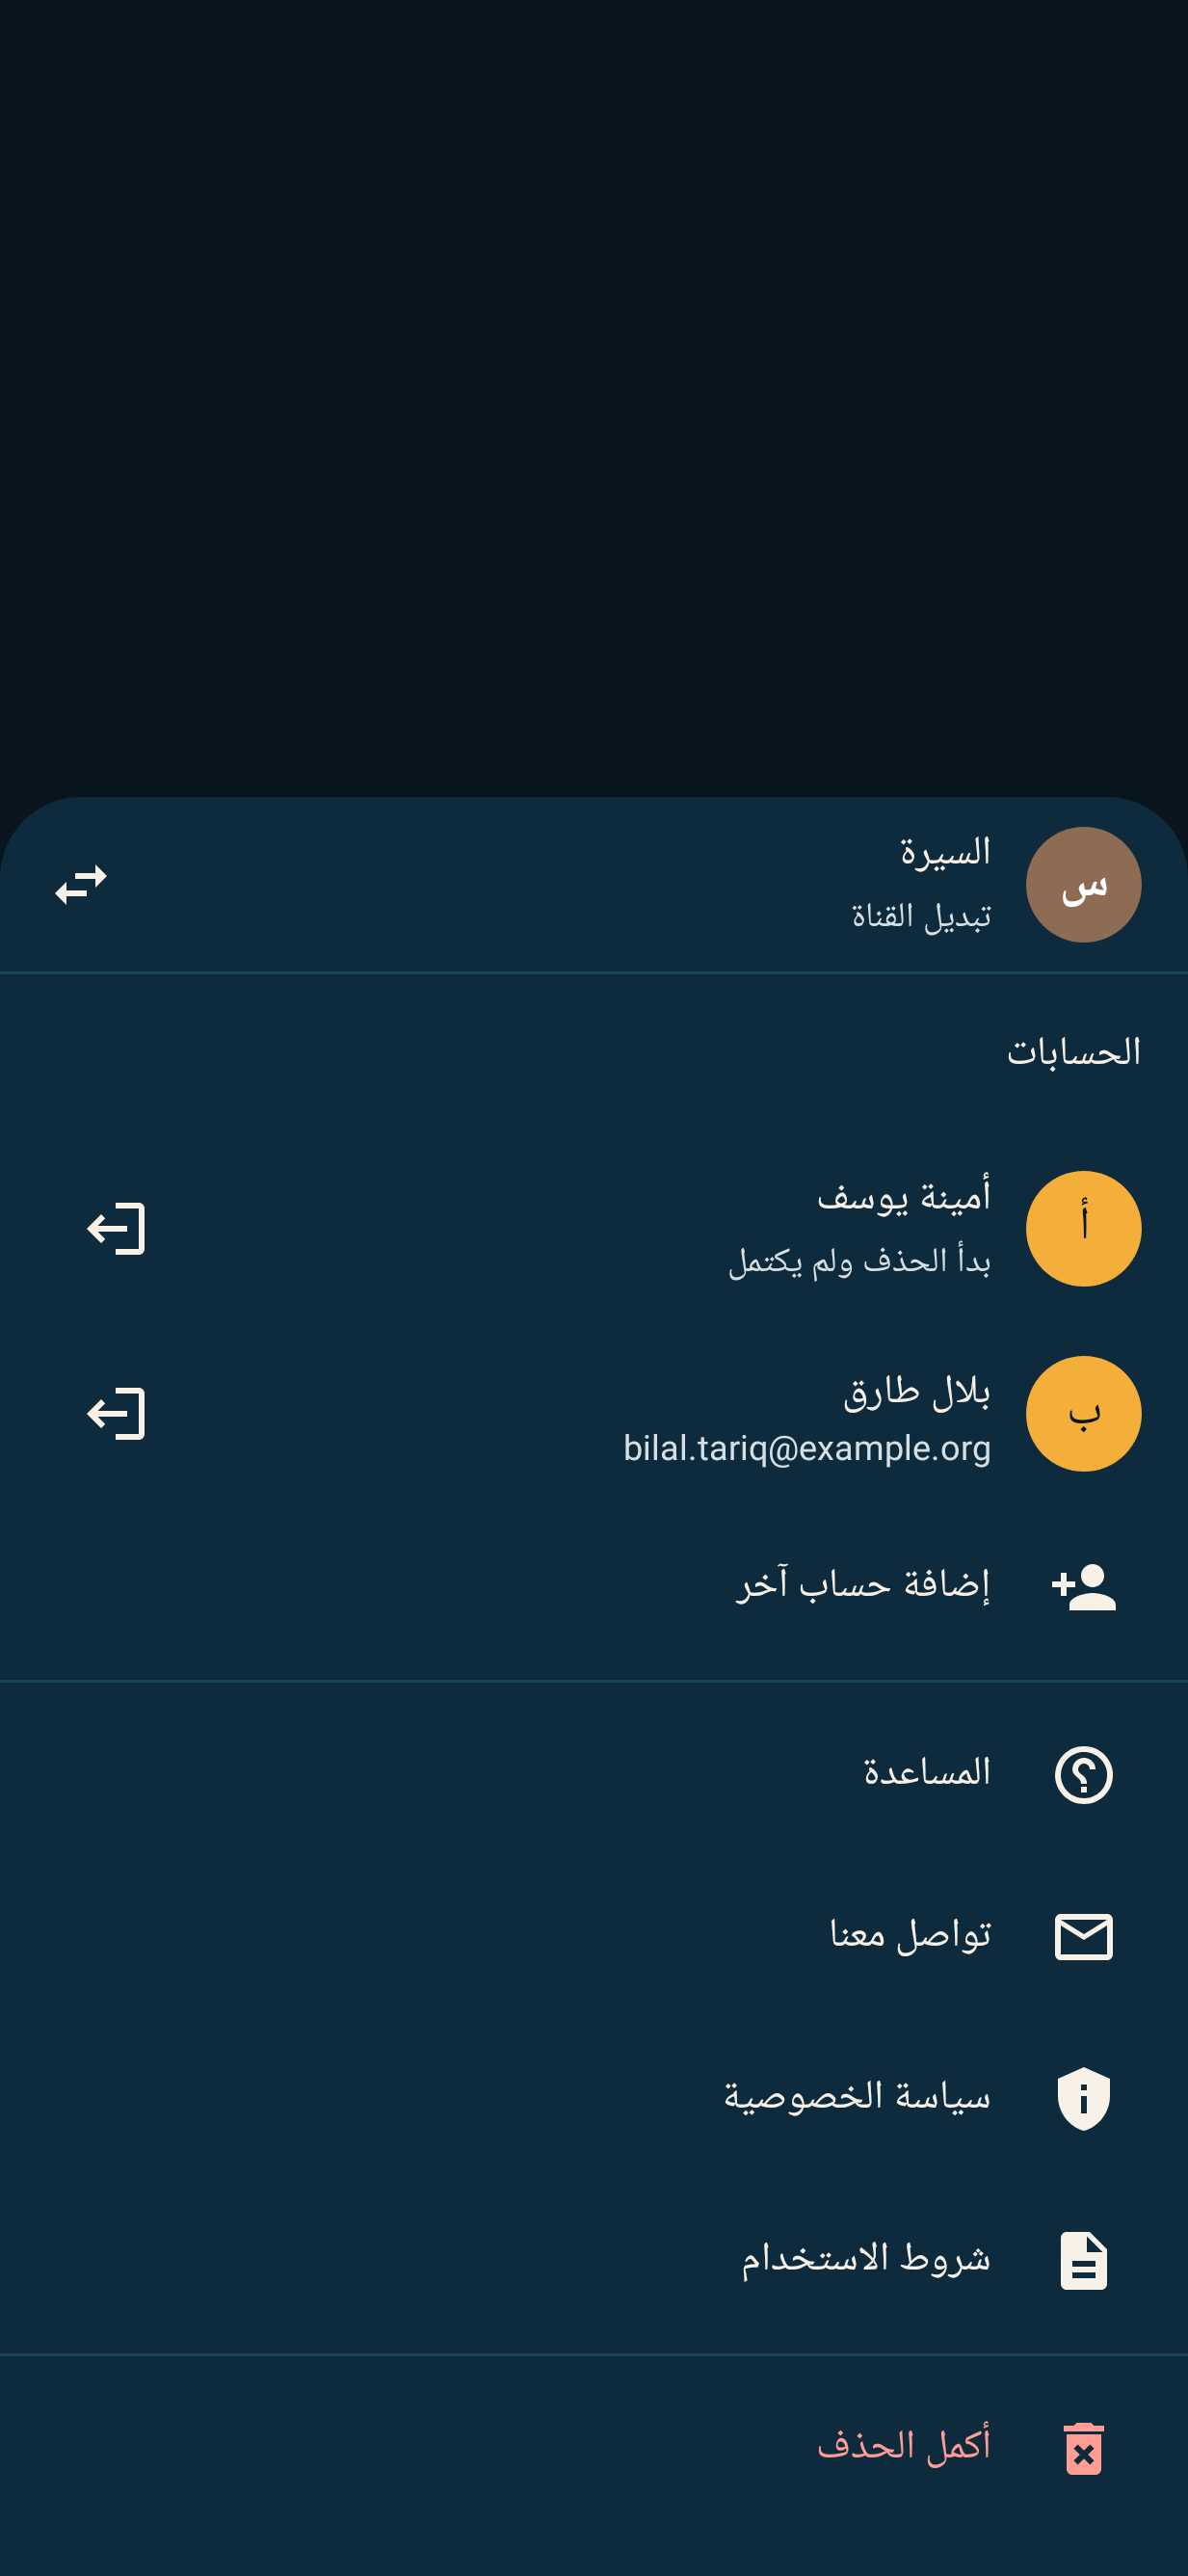 س
السيرة
تبديل القناة
الحسابات
أ
أمينة يوسف
بدأ الحذف ولم يكتمل
ب
بلال طارق
bilal.tariq@example.org
إضافة حساب آخر
المساعدة
تواصل معنا
سياسة الخصوصية
شروط الاستخدام
أكمل الحذف